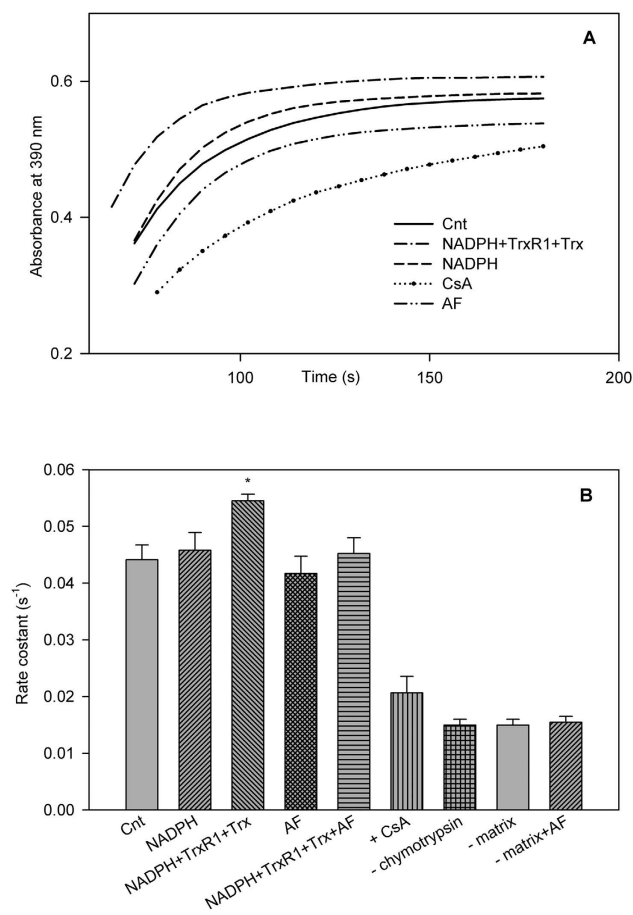 A
0.6
0.4
0.2
Absorbance at 390 nm
Cnt
NADPH+TrxR1+Trx
NADPH
CsA
AF
100
150
200
Time (s)
B
*
0.06
0.05
0.04
0.03
0.02
0.01
0.00
Rate costant (s-1)
Cnt
NADPH
NADPH+TrxR1+Trx
AF
NADPH+TrxR1+Trx+AF
+ CsA
- chymotrypsin
- matrix
- matrix+AF